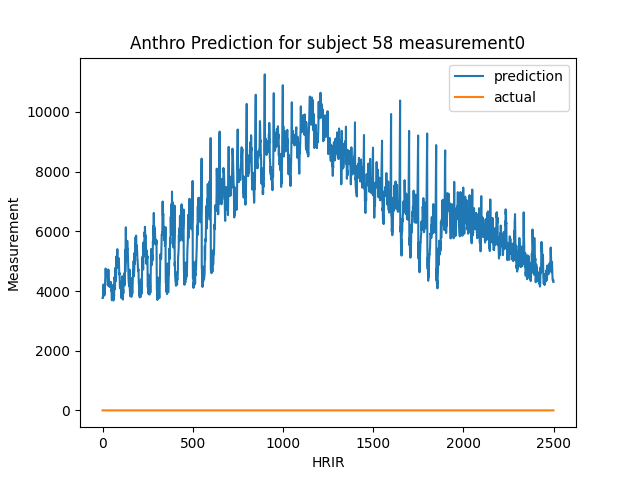 Anthro Prediction for subject 58 measurement0
prediction
actual
Measurement
10000
8000
6000
4000
2000
0
0
500
1000
1500
2000
2500
HRIR